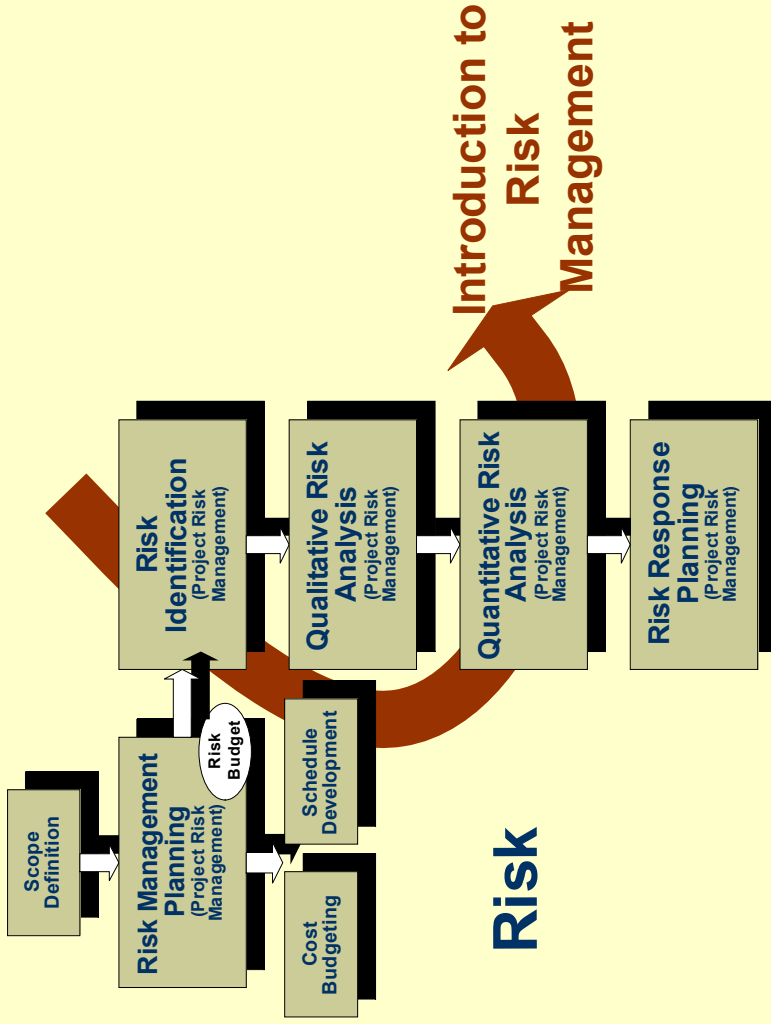 Scope
Definition
Risk Management
Planning
(Project Risk
Management)
Risk
Budget
Cost
Budgeting
Schedule
Development
Risk
Identification
(Project Risk
Management)
Qualitative Risk
Analysis
(Project Risk
Management)
Quantitative Risk
Analysis
(Project Risk
Management)
Risk Response
Planning
(Project Risk
Management)
Risk
Introduction to
Risk
Management